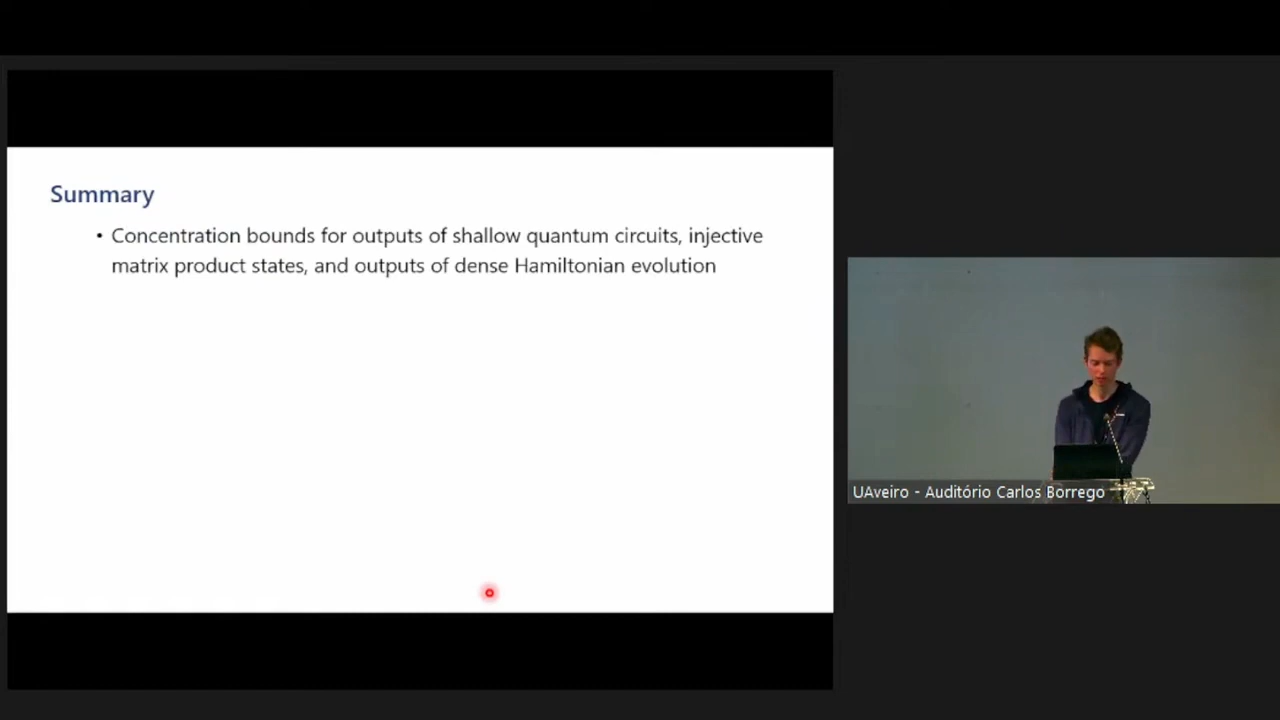 Summary
• Concentration bounds for outputs of shallow quantum circuits, injective
matrix product states, and outputs of dense Hamiltonian evolution
UAveiro - Auditório Carlos Borrego